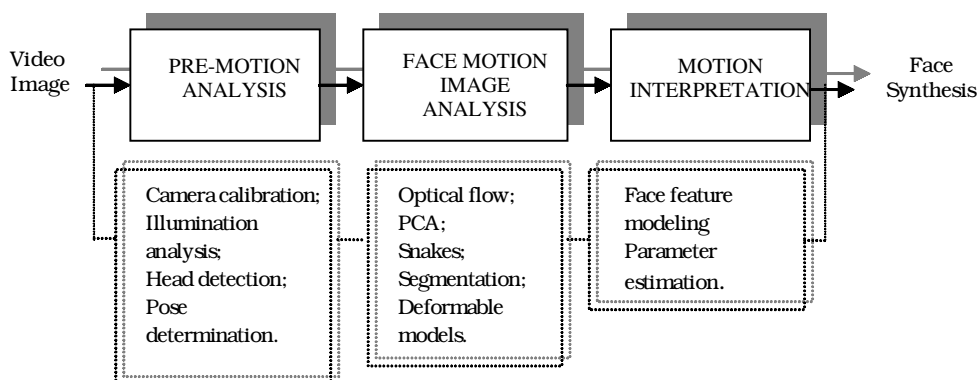 Video
Image
PRE-MOTION
ANALYSIS
FACE MOTION
IMAGE
ANALYSIS
MOTION
INTERPRETATION
Face
Synthesis
Camera calibration;
Illumination
analysis;
Head detection;
Pose
determination.
Optical flow;
PCA;
Snakes;
Segmentation;
Deformable
models.
Face feature
modeling
Parameter
estimation.